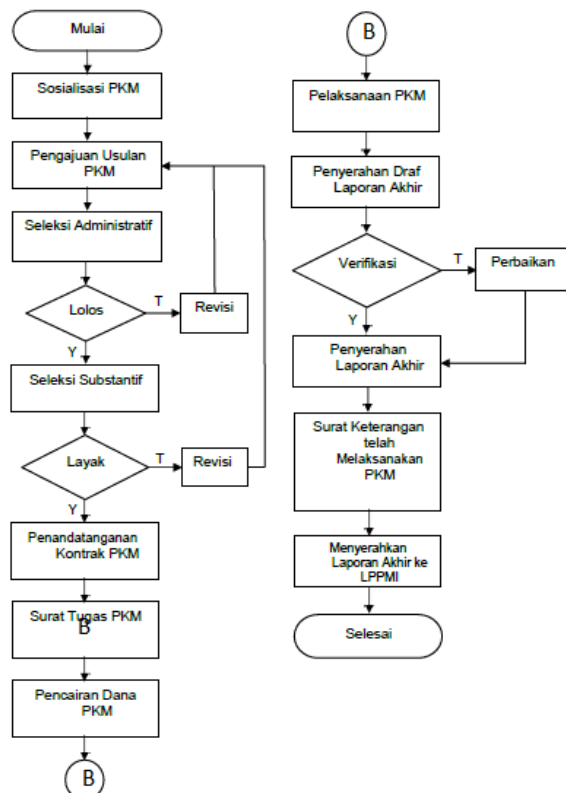 Mulai
Sosialisasi PKM
Pengajuan Usulan
PKM
Seleksi Administratif
Lolos
T
Revisi
Y
Seleksi Substantif
Layak
T
Revisi
Y
Penandatanganan
Kontrak PKM
Surat Tugas PKM
B
Pencairan Dana
PKM
B
B
Pelaksanaan PKM
Penyerahan Draf
Laporan Akhir
Verifikasi
T
Perbaikan
Y
Penyerahan
Laporan Akhir
Surat Keterangan
telah
Melaksanakan
PKM
Menyerahkan
Laporan Akhir ke
LPPMI
Selesai